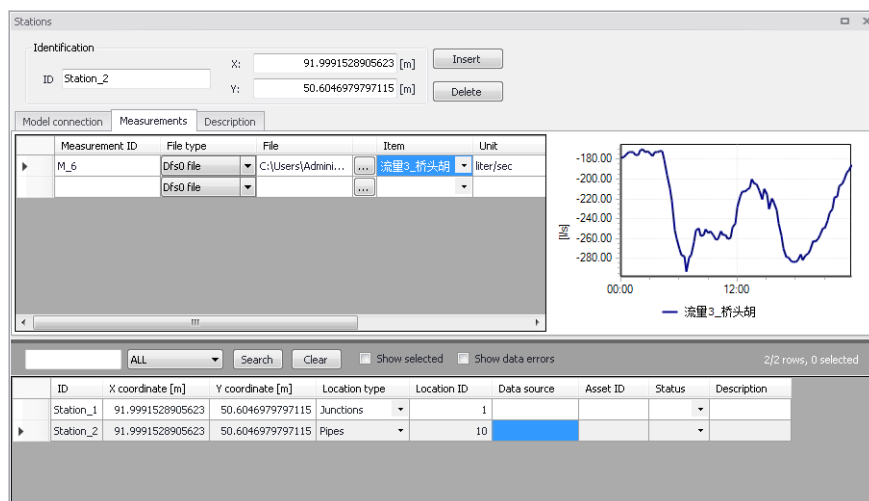 Stations
Identification
ID Station_2
X: 91.9991528905623 [m]
Y: 50.6046979797115 [m]
Insert
Delete
Model connection Measurements Description
Measurement ID File type File Item Unit
M_6 Dfs0 file C:\Users\Admini... ... 流量3_桥头胡 liter/sec
Dfs0 file ...
-180.00
-200.00
-220.00
-240.00
-260.00
-280.00
[l/s]
00:00 12:00
流量3_桥头胡
ALL Search Clear Show selected Show data errors 2/2 rows, 0 selected
ID X coordinate [m] Y coordinate [m] Location type Location ID Data source Asset ID Status Description
Station_1 91.9991528905623 50.6046979797115 Junctions 1
Station_2 91.9991528905623 50.6046979797115 Pipes 10